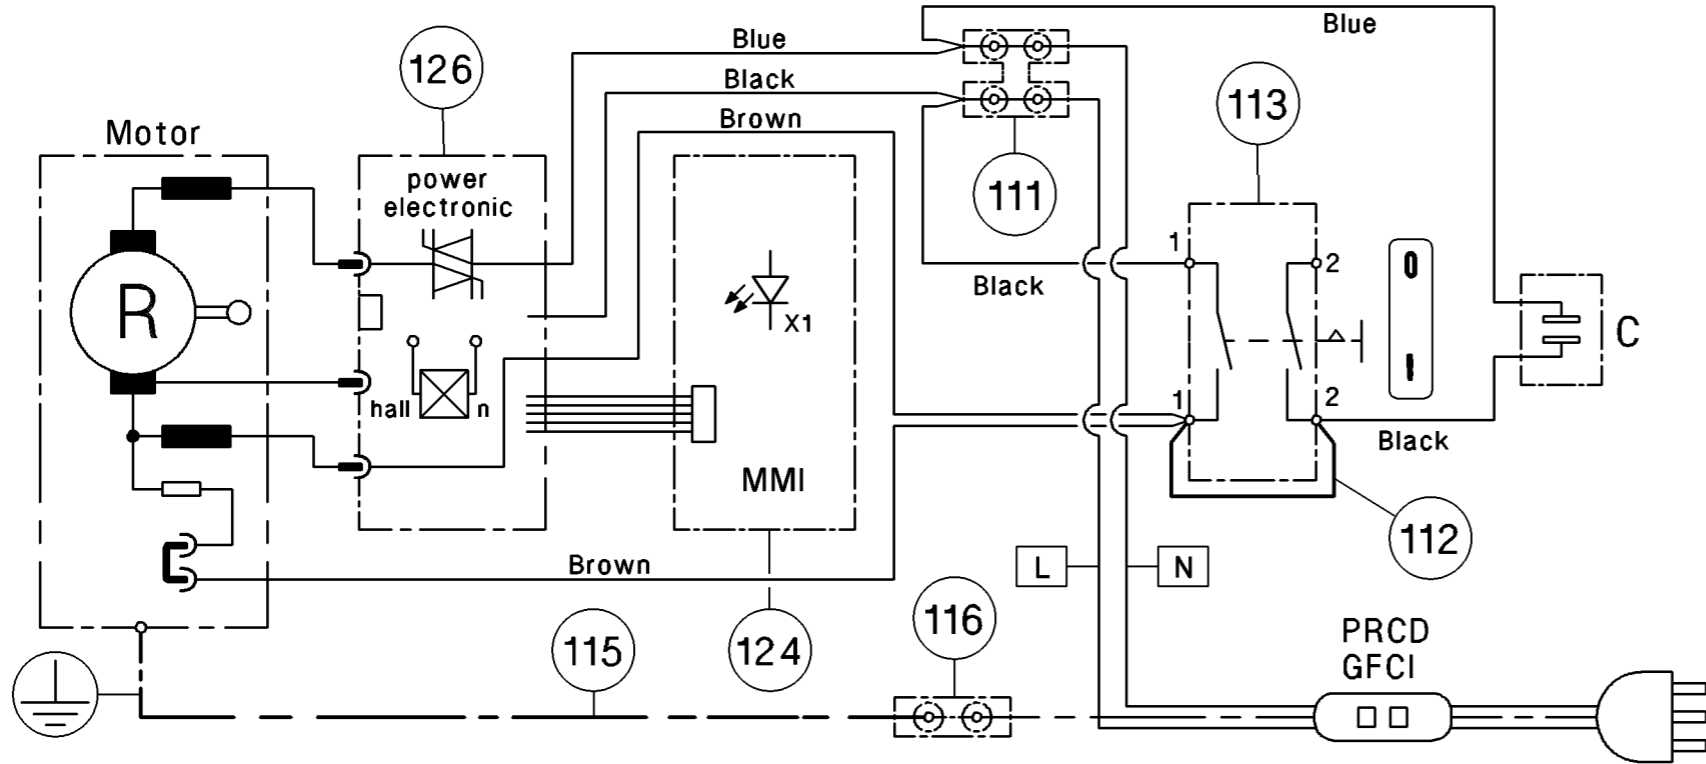 Blue
126
Blue
Black
113
Brown
Motor
power
electronic
111
1
2
0
R
Black
X1
C
hall
n
1
2
I
Black
MMI
112
Brown
L
N
116
PRCD
GFCI
115
124